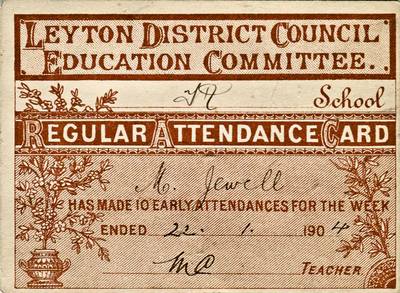 LEYTON DISTRICT COUNCIL
EDUCATION COMMITTEE.
School
REGULAR ATTENDANCE CARD
M. Jewell
HAS MADE 10 EARLY ATTENDANCES FOR THE WEEK
ENDED 22. 1. 1904
TEACHER.